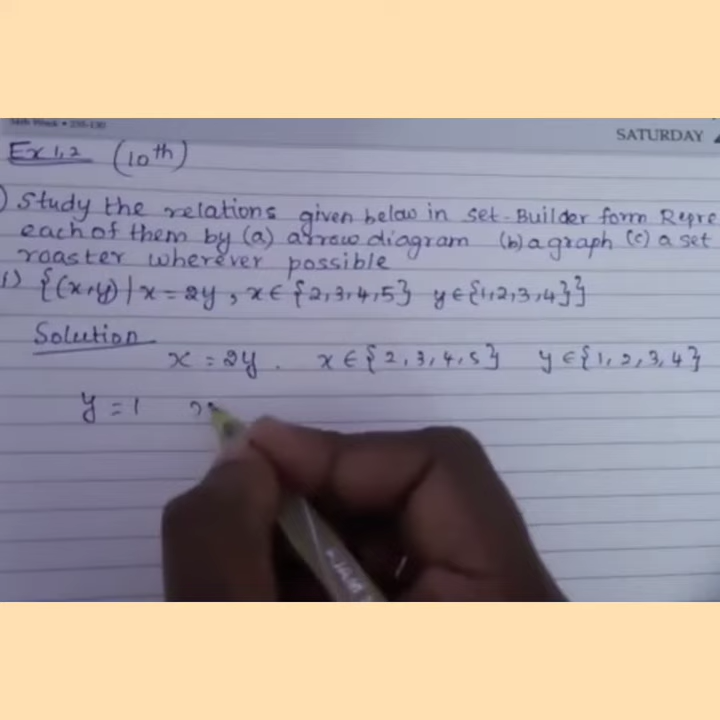 SATURDAY
Ex 1,2 (10th)
) Study the relations given below in set-Builder form Repre
each of them by (a) arrow diagram (b) a graph (c) a set
roaster wherever possible
i) {(x,y) | x = 2y, x ∈ {2,3,4,5} y ∈ {1,2,3,4}}
Solution
x = 2y. x ∈ {2,3,4,5} y ∈ {1,2,3,4}
y = 1